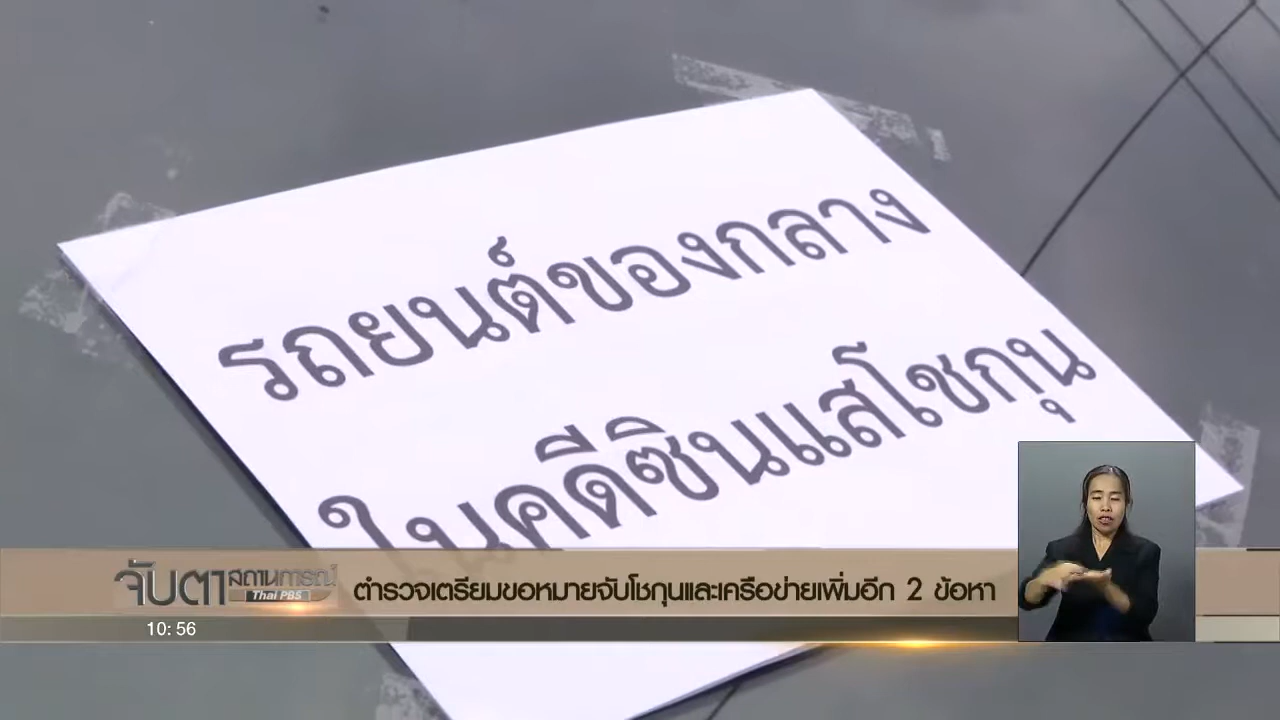 รถยนต์ของกลาง
ในคดีซินแสโชกุน
จับตา สถานการณ์
Thai PBS
ตำรวจเตรียมขอหมายจับโชกุนและเครือข่ายเพิ่มอีก 2 ข้อหา
10:56